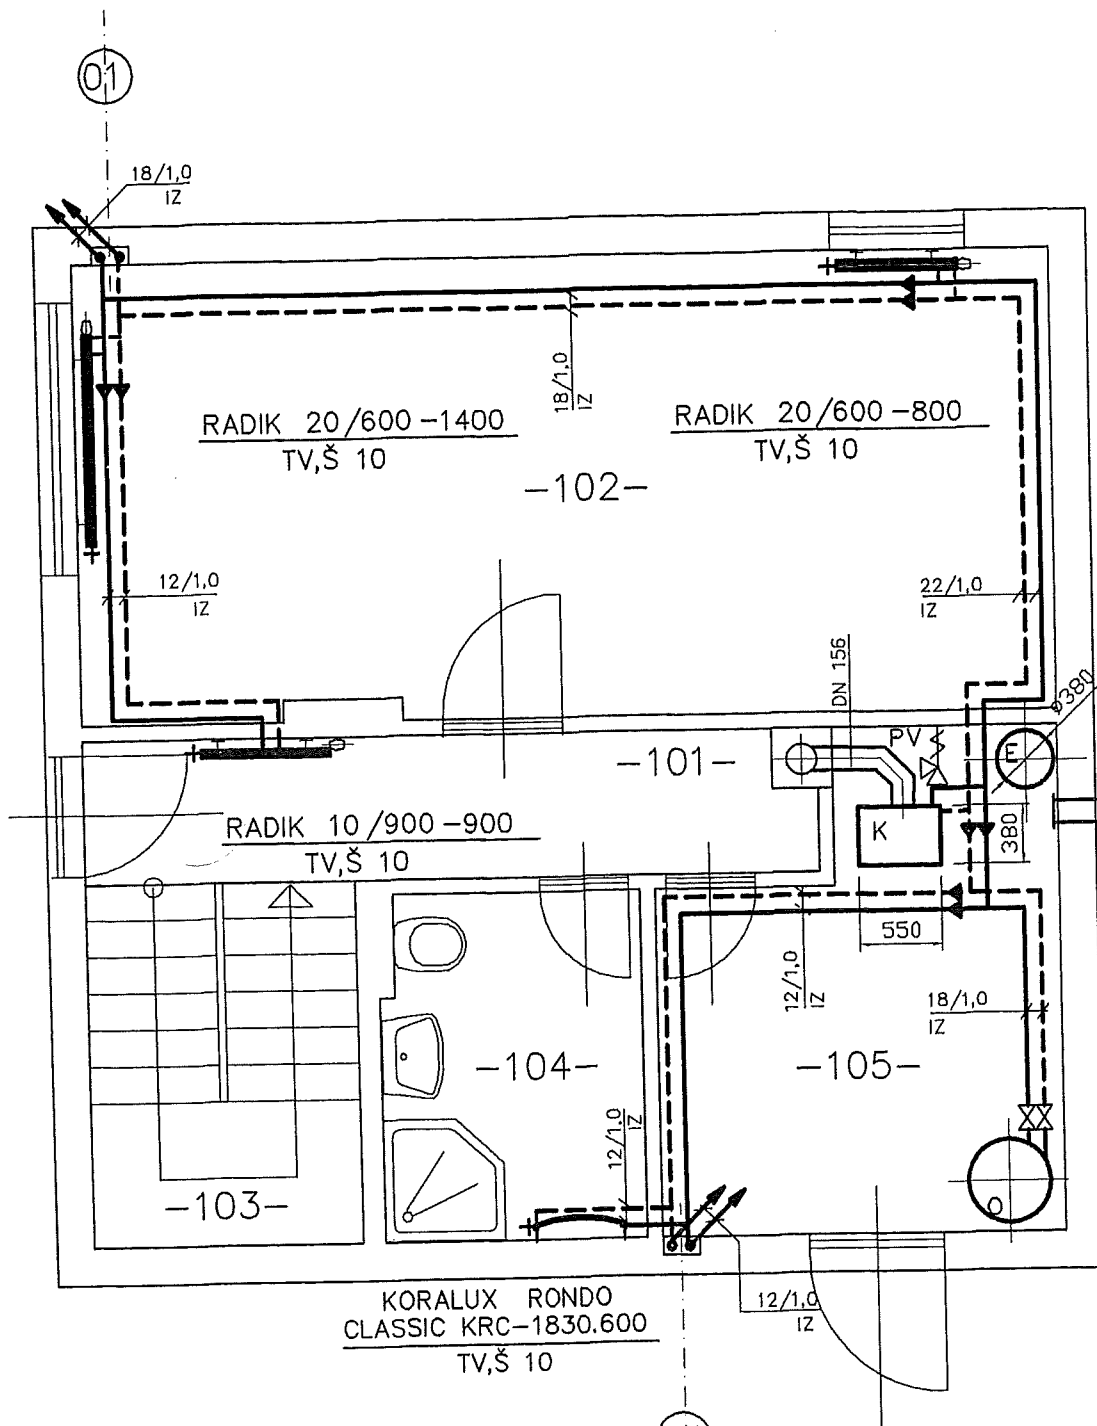 01
18/1,0
IZ
18/1,0
IZ
RADIK 20/600-1400
TV,Š 10
RADIK 20/600-800
TV,Š 10
-102-
12/1,0
IZ
22/1,0
IZ
DN 156
ø380
PV
E
-101-
K
380
RADIK 10/900-900
TV,Š 10
550
12/1,0
IZ
18/1,0
IZ
-104-
-105-
12/1,0
IZ
-103-
O
KORALUX RONDO
CLASSIC KRC-1830.600
TV,Š 10
12/1,0
IZ